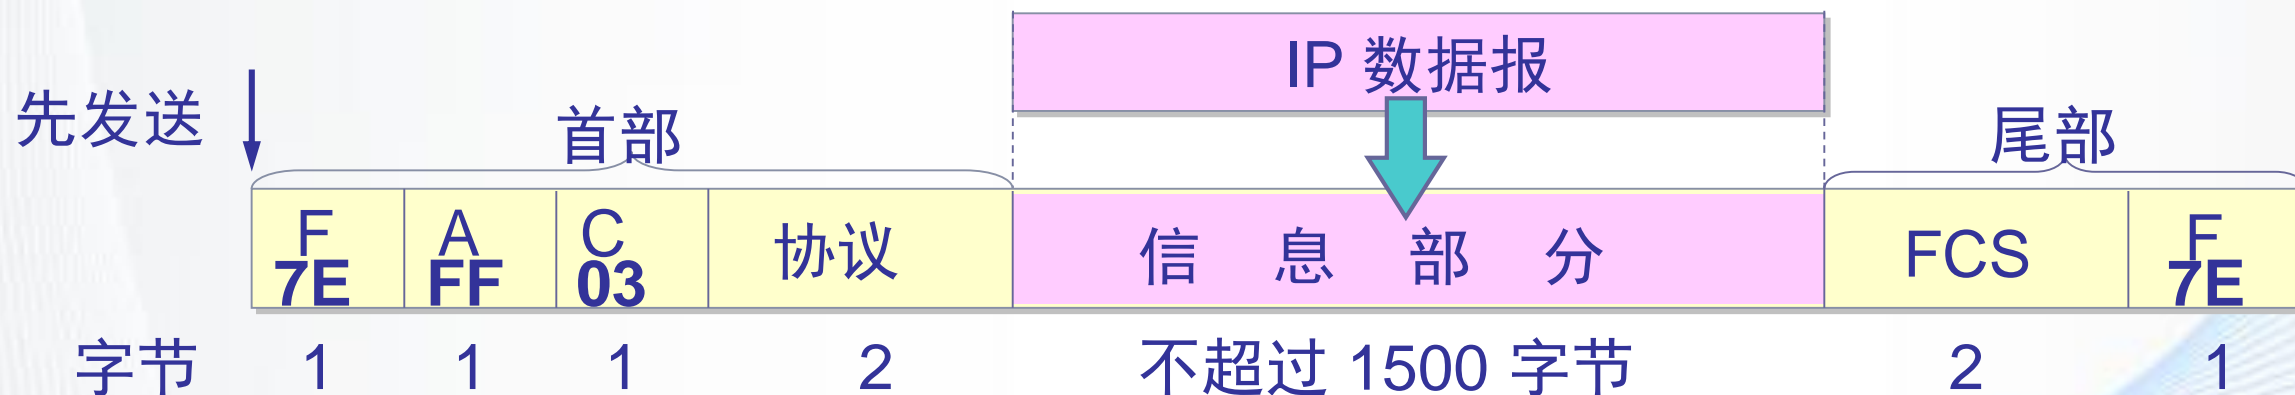 IP 数据报
先发送
首部
尾部
F A C 协议 信 息 部 分 FCS F
7E FF 03 7E
字节 1 1 1 2 不超过 1500 字节 2 1